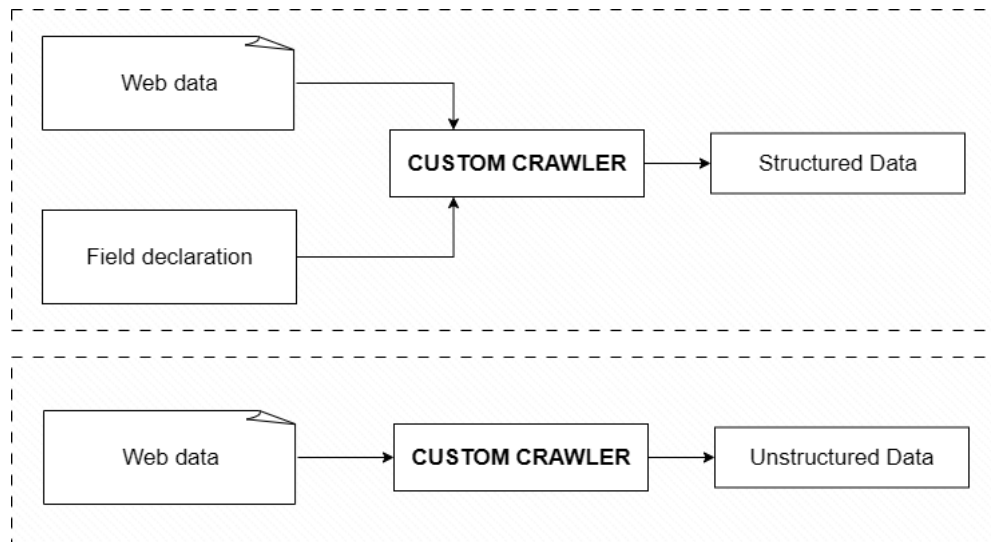 Web data
CUSTOM CRAWLER
Structured Data
Field declaration
Web data
CUSTOM CRAWLER
Unstructured Data